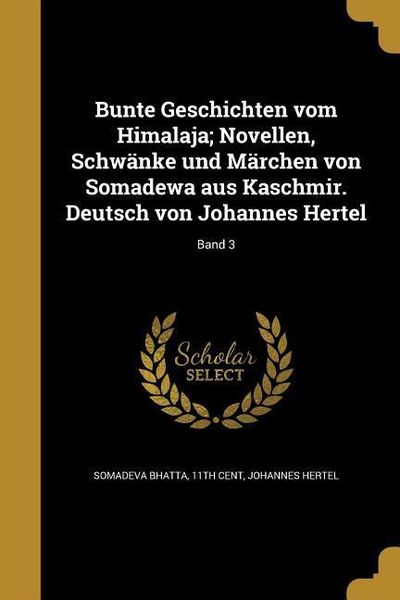 Bunte Geschichten vom
Himalaja; Novellen,
Schwänke und Märchen von
Somadewa aus Kaschmir.
Deutsch von Johannes Hertel
Band 3
Scholar
SELECT
SOMADEVA BHATTA, 11TH CENT, JOHANNES HERTEL